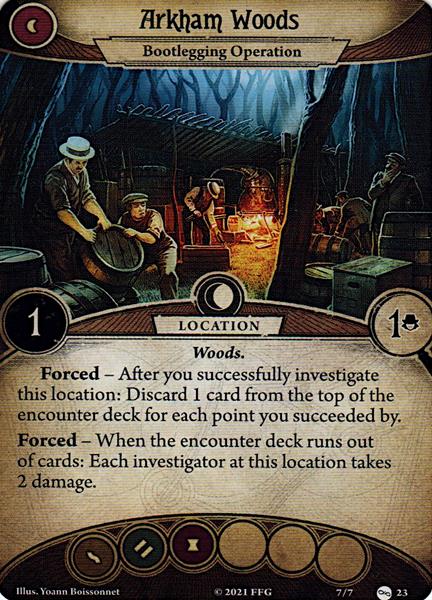 Arkham Woods
Bootlegging Operation
1
1
LOCATION
Woods.
Forced – After you successfully investigate
this location: Discard 1 card from the top of the
encounter deck for each point you succeeded by.
Forced – When the encounter deck runs out
of cards: Each investigator at this location takes
2 damage.
Illus. Yoann Boissonnet © 2021 FFG 7/7 23